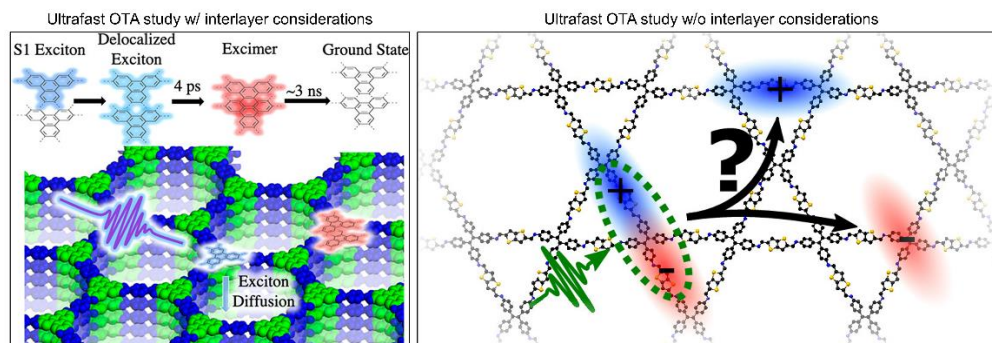 Ultrafast OTA study w/ interlayer considerations
S1 Exciton
Delocalized
Exciton
Excimer
Ground State
4 ps
~3 ns
Exciton
Diffusion
Ultrafast OTA study w/o interlayer considerations
+
+
?
-
-